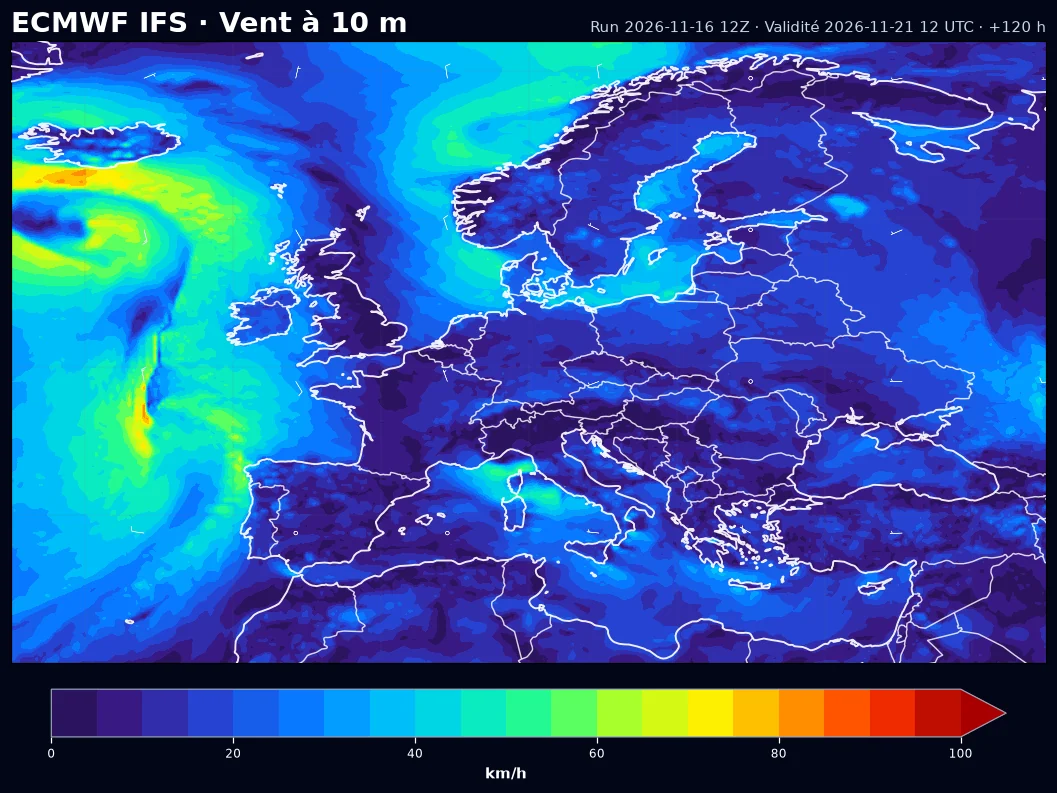 ECMWF IFS · Vent à 10 m
Run 2026-11-16 12Z · Validité 2026-11-21 12 UTC · +120 h
0 20 40 60 80 100
km/h